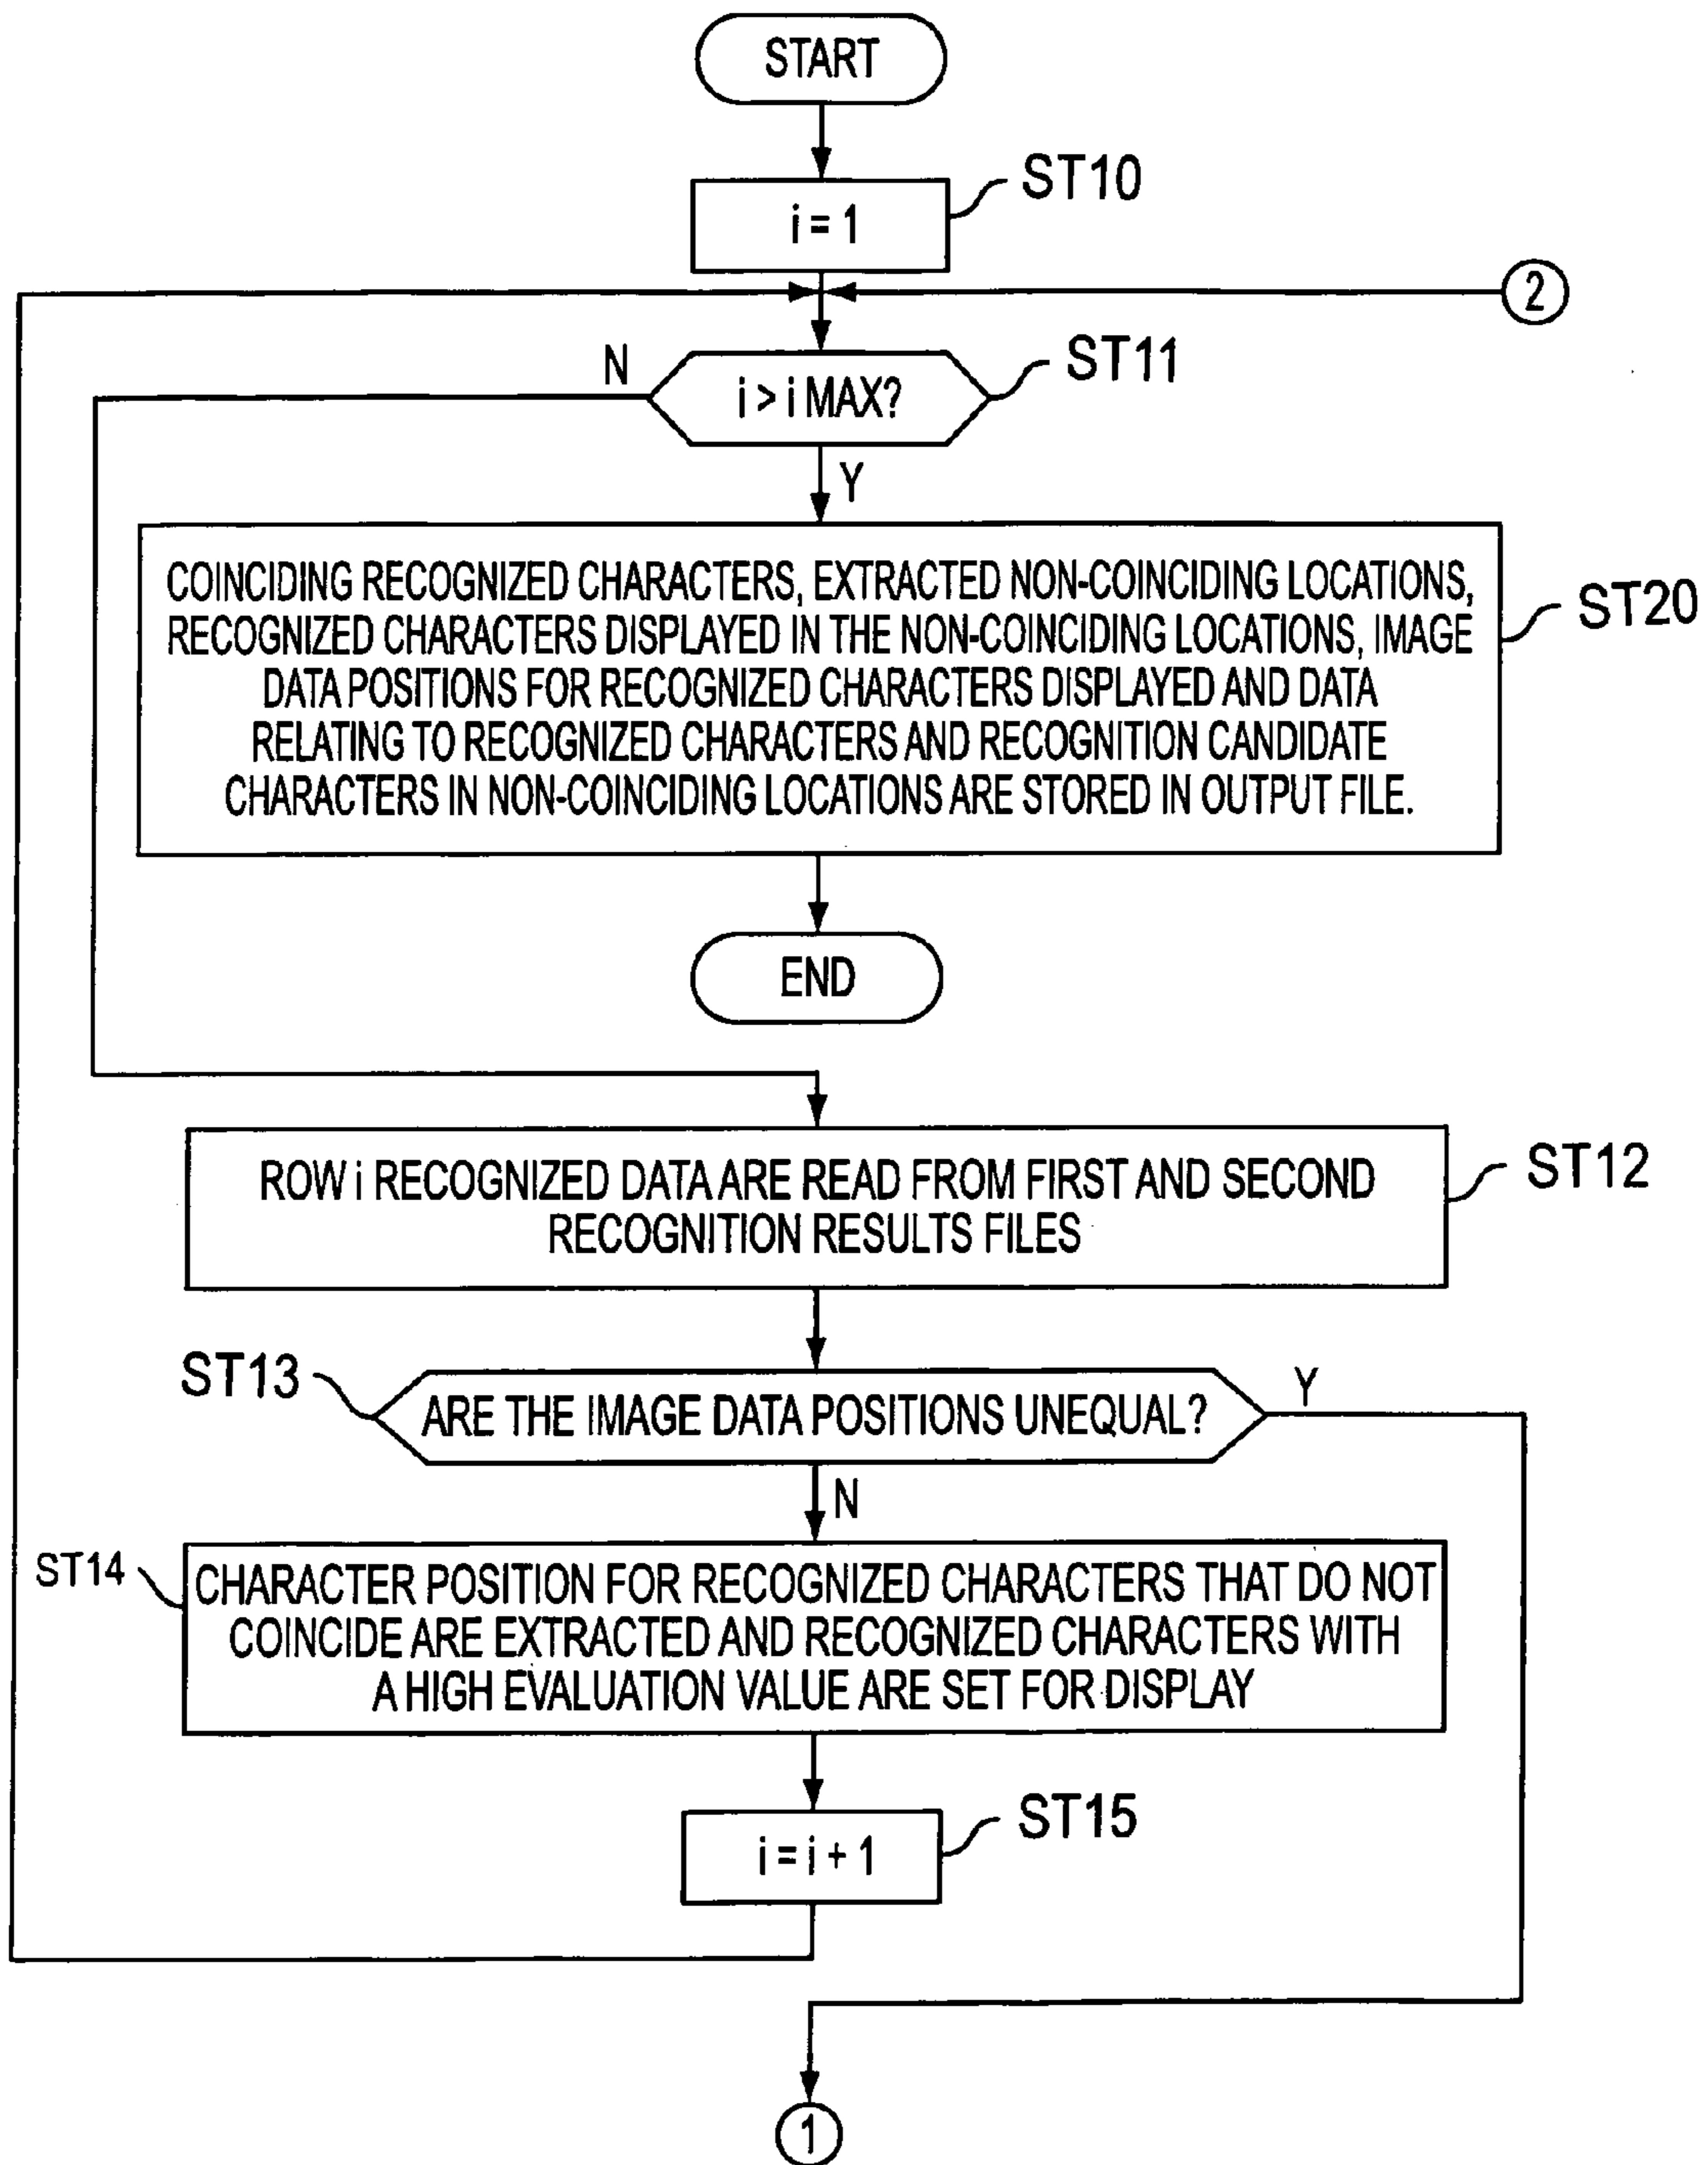 START
ST10
i = 1
2
N
i > i MAX?
ST11
Y
COINCIDING RECOGNIZED CHARACTERS, EXTRACTED NON-COINCIDING LOCATIONS,
RECOGNIZED CHARACTERS DISPLAYED IN THE NON-COINCIDING LOCATIONS, IMAGE
DATA POSITIONS FOR RECOGNIZED CHARACTERS DISPLAYED AND DATA
RELATING TO RECOGNIZED CHARACTERS AND RECOGNITION CANDIDATE
CHARACTERS IN NON-COINCIDING LOCATIONS ARE STORED IN OUTPUT FILE.
ST20
END
ROW i RECOGNIZED DATA ARE READ FROM FIRST AND SECOND
RECOGNITION RESULTS FILES
ST12
ST13
ARE THE IMAGE DATA POSITIONS UNEQUAL?
Y
N
ST14
CHARACTER POSITION FOR RECOGNIZED CHARACTERS THAT DO NOT
COINCIDE ARE EXTRACTED AND RECOGNIZED CHARACTERS WITH
A HIGH EVALUATION VALUE ARE SET FOR DISPLAY
ST15
i = i + 1
1